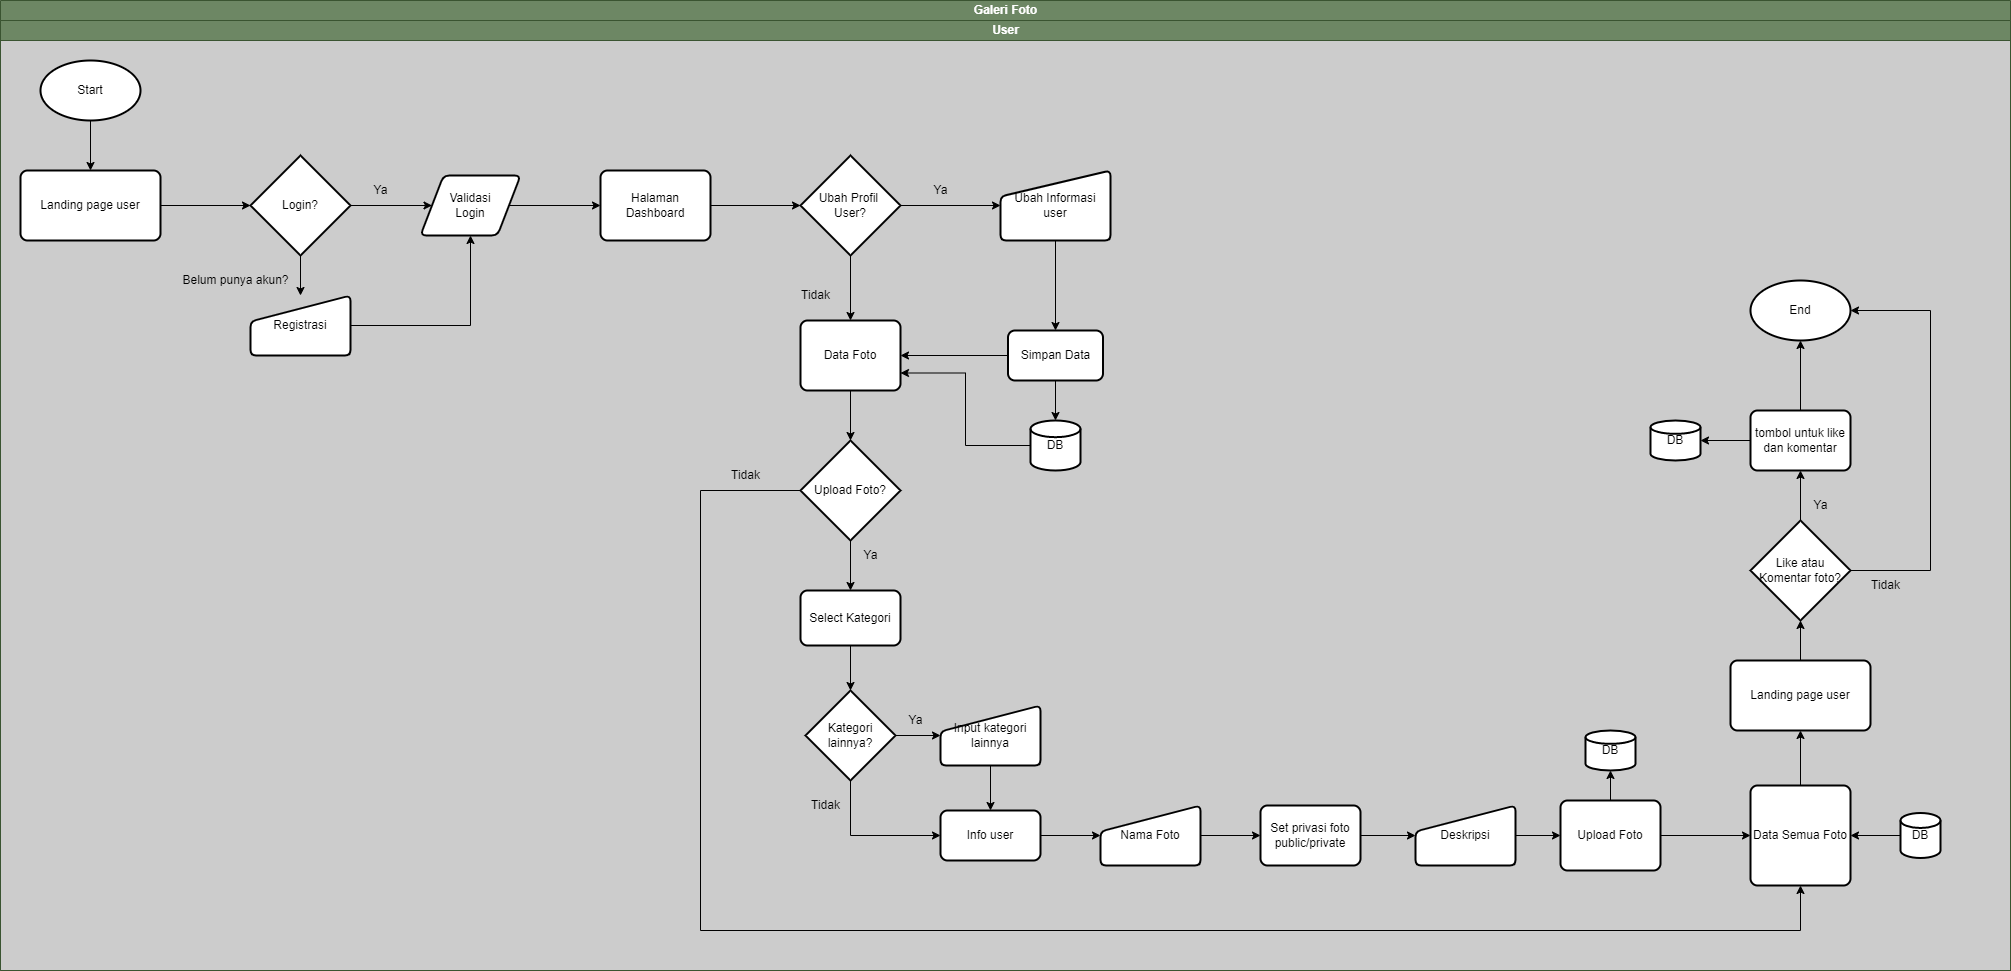 Galeri Foto
User
Start
Landing page user
Login?
Ya
Validasi
Login
Belum punya akun?
Registrasi
Halaman
Dashboard
Ubah Profil
User?
Ya
Ubah Informasi
user
Tidak
Data Foto
Simpan Data
DB
Tidak
Upload Foto?
Ya
Select Kategori
Kategori
lainnya?
Ya
Input kategori
lainnya
Tidak
Info user
Nama Foto
Set privasi foto
public/private
Deskripsi
Upload Foto
DB
Data Semua Foto
DB
Landing page user
Like atau
Komentar foto?
Tidak
Ya
tombol untuk like
dan komentar
DB
End